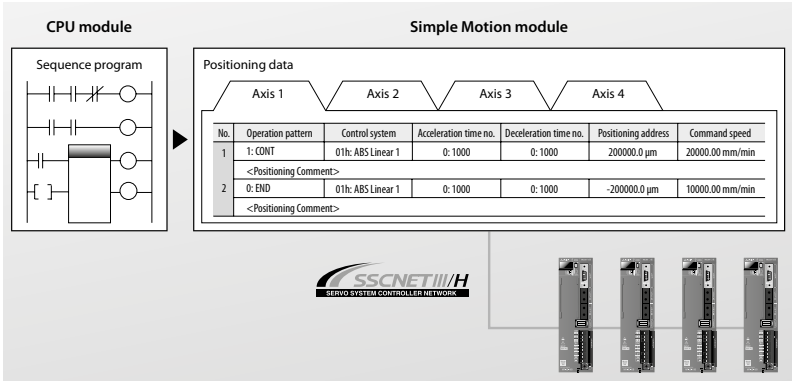 CPU module
Simple Motion module
Sequence program
Positioning data
Axis 1
Axis 2
Axis 3
Axis 4
No. Operation pattern Control system Acceleration time no. Deceleration time no. Positioning address Command speed
1 1: CONT 01h: ABS Linear 1 0: 1000 0: 1000 200000.0 µm 20000.00 mm/min
<Positioning Comment>
2 0: END 01h: ABS Linear 1 0: 1000 0: 1000 -200000.0 µm 10000.00 mm/min
<Positioning Comment>
SSCNETIII/H
SERVO SYSTEM CONTROLLER NETWORK